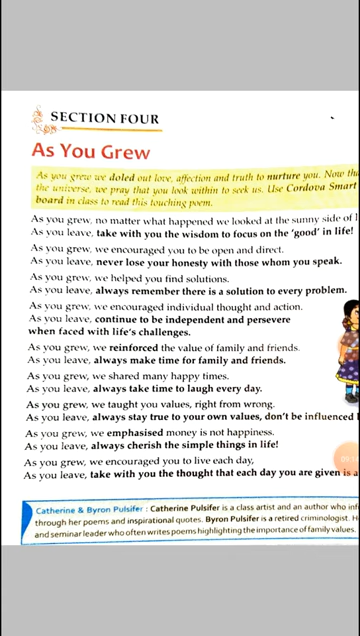 SECTION FOUR
As You Grew
As you grew we doled out love, affection and truth to nurture you. Now
the universe, we pray that you look within to seek us. Use Cordova Smart
board in class to read this touching poem.
As you grew, no matter what happened we looked at the sunny side of
As you leave, take with you the wisdom to focus on the ‘good’ in life!
As you grew, we encouraged you to be open and direct.
As you leave, never lose your honesty with those whom you speak.
As you grew, we helped you find solutions.
As you leave, always remember there is a solution to every problem.
As you grew, we encouraged individual thought and action.
As you leave, continue to be independent and persevere
when faced with life’s challenges.
As you grew, we reinforced the value of family and friends.
As you leave, always make time for family and friends.
As you grew, we shared many happy times.
As you leave, always take time to laugh every day.
As you grew, we taught you values, right from wrong.
As you leave, always stay true to your own values, don’t be influenced
As you grew, we emphasised money is not happiness.
As you leave, always cherish the simple things in life!
As you grew, we encouraged you to live each day,
As you leave, take with you the thought that each day you are given is a
Catherine & Byron Pulsifer : Catherine Pulsifer is a class artist and an author who
through her poems and inspirational quotes. Byron Pulsifer is a retired criminologist.
and seminar leader who often writes poems highlighting the importance of family values.